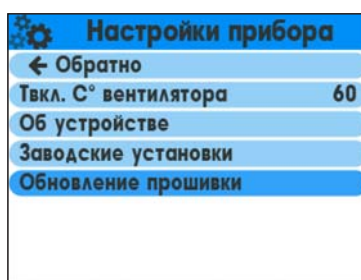 Настройки прибора
← Обратно
Твкл. С° вентилятора 60
Об устройстве
Заводские установки
Обновление прошивки